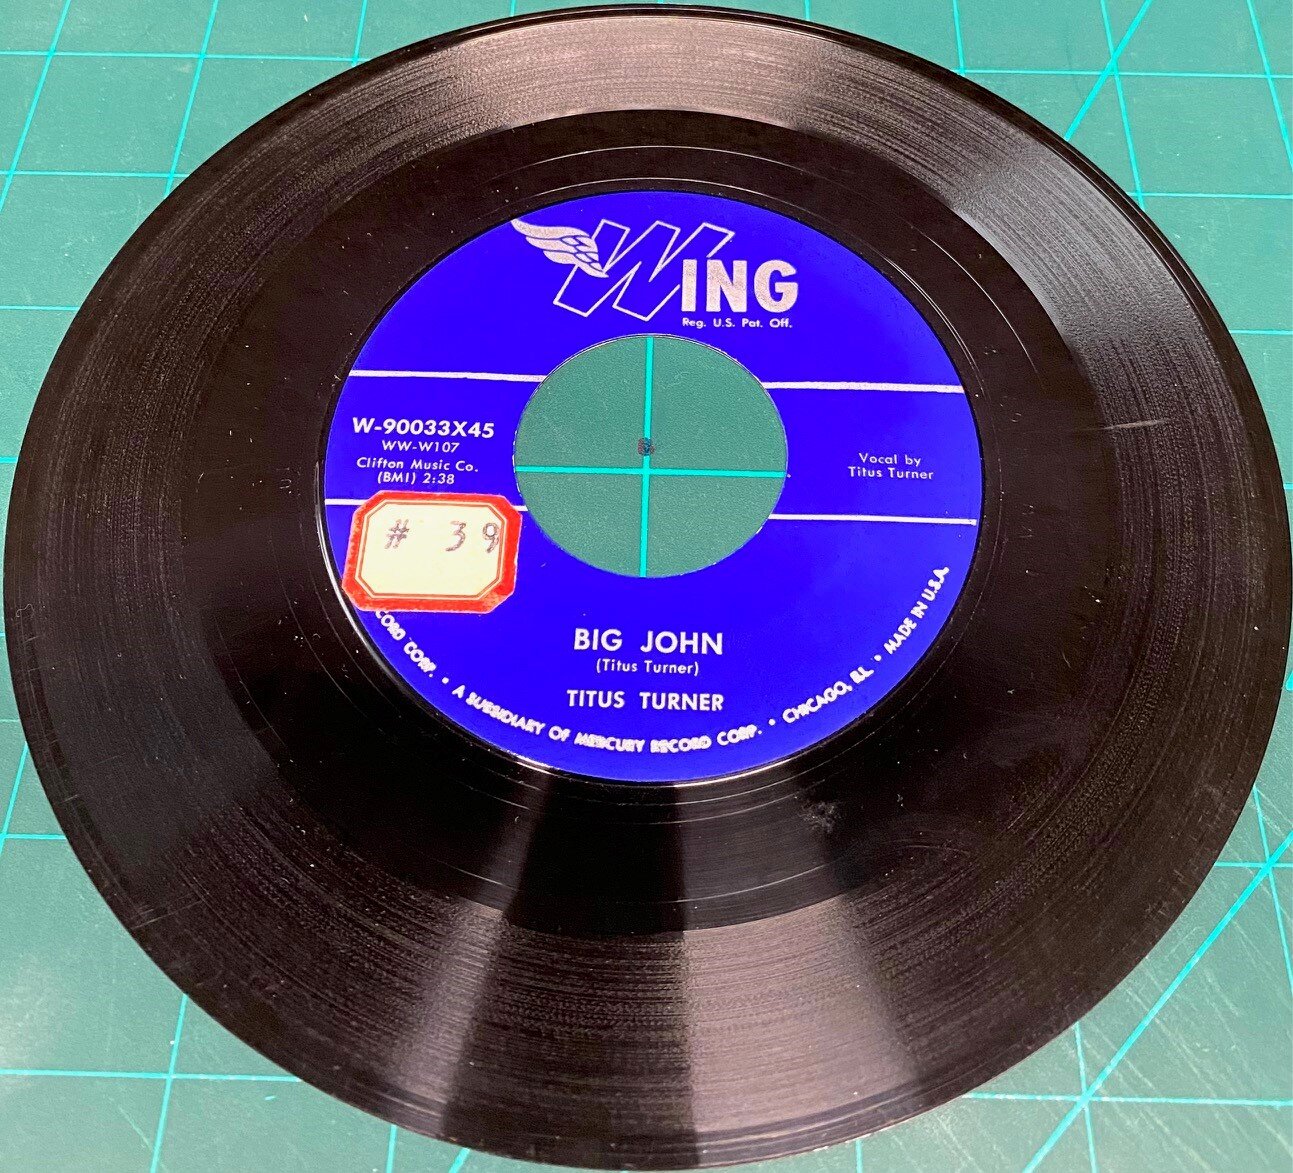 WING
Reg. U.S. Pat. Off.
W-90033X45
WW-W107
Clifton Music Co.
(BMI) 2:38
Vocal by
Titus Turner
# 39
BIG JOHN
(Titus Turner)
TITUS TURNER
CORD CORP. • A SUBSIDIARY OF MERCURY RECORD CORP. • CHICAGO, ILL. • MADE IN U.S.A.